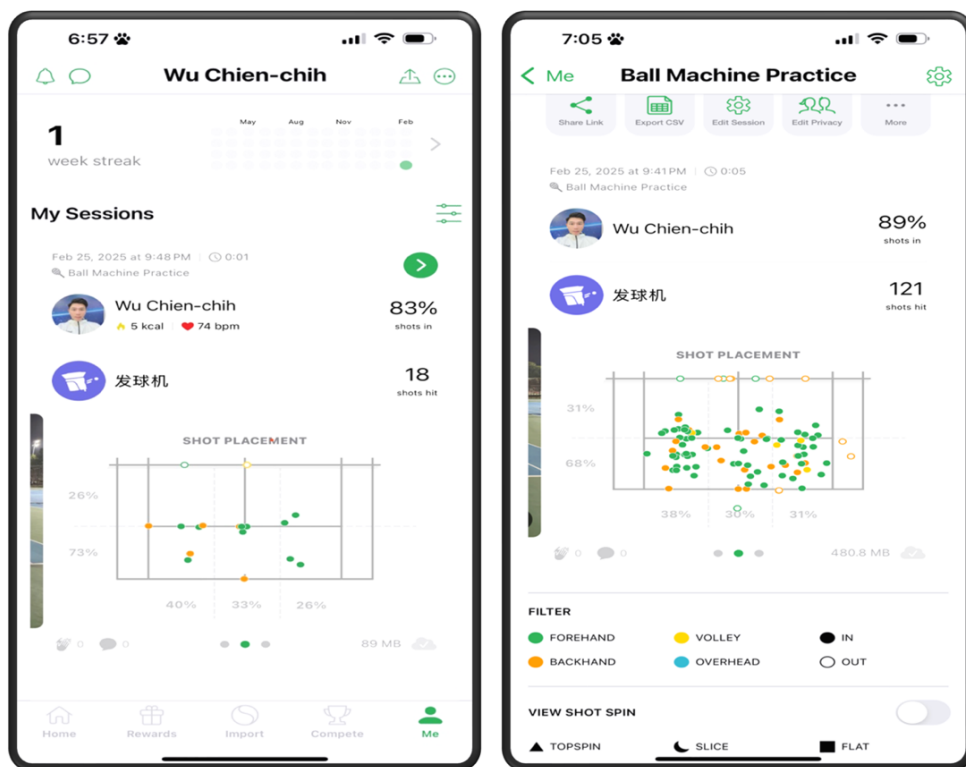 6:57
Wu Chien-chih
May Aug Nov Feb
1
week streak
My Sessions
Feb 25, 2025 at 9:48 PM 0:01
Ball Machine Practice
Wu Chien-chih
83%
5 kcal 74 bpm
shots in
发球机
18
shots hit
SHOT PLACEMENT
26%
73%
40% 33% 26%
0 0
89 MB
Home Rewards Import Compete Me
7:05
Me
Ball Machine Practice
Share Link Export CSV Edit Session Edit Privacy More
Feb 25, 2025 at 9:41 PM 0:05
Ball Machine Practice
Wu Chien-chih
89%
shots in
发球机
121
shots hit
SHOT PLACEMENT
31%
68%
38% 30% 31%
0 0
480.8 MB
FILTER
FOREHAND VOLLEY IN
BACKHAND OVERHEAD OUT
VIEW SHOT SPIN
TOPSPIN SLICE FLAT